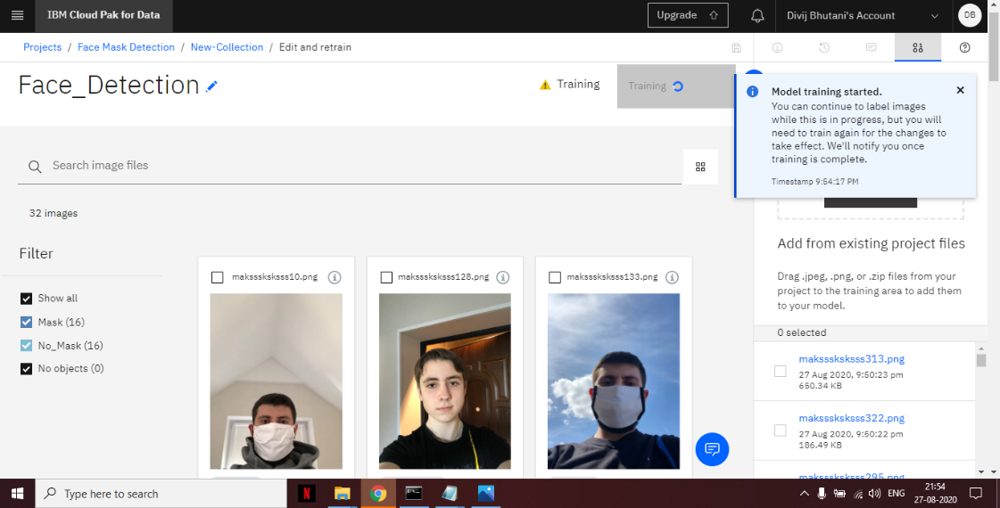 IBM Cloud Pak for Data
Upgrade
Divij Bhutani's Account
DB
Projects / Face Mask Detection / New-Collection / Edit and retrain
Face_Detection
Training
Training
Model training started.
You can continue to label images
while this is in progress, but you will
need to train again for the changes to
take effect. We'll notify you once
training is complete.
Timestamp 9:54:17 PM
Search image files
32 images
Filter
Show all
Mask (16)
No_Mask (16)
No objects (0)
maksssksksss10.png
maksssksksss128.png
maksssksksss133.png
Add from existing project files
Drag .jpeg, .png, or .zip files from your
project to the training area to add them
to your model.
0 selected
maksssksksss313.png
27 Aug 2020, 9:50:23 pm
650.34 KB
maksssksksss322.png
27 Aug 2020, 9:50:22 pm
186.49 KB
maksssksksss295.png
Type here to search
N
ENG
21:54
27-08-2020